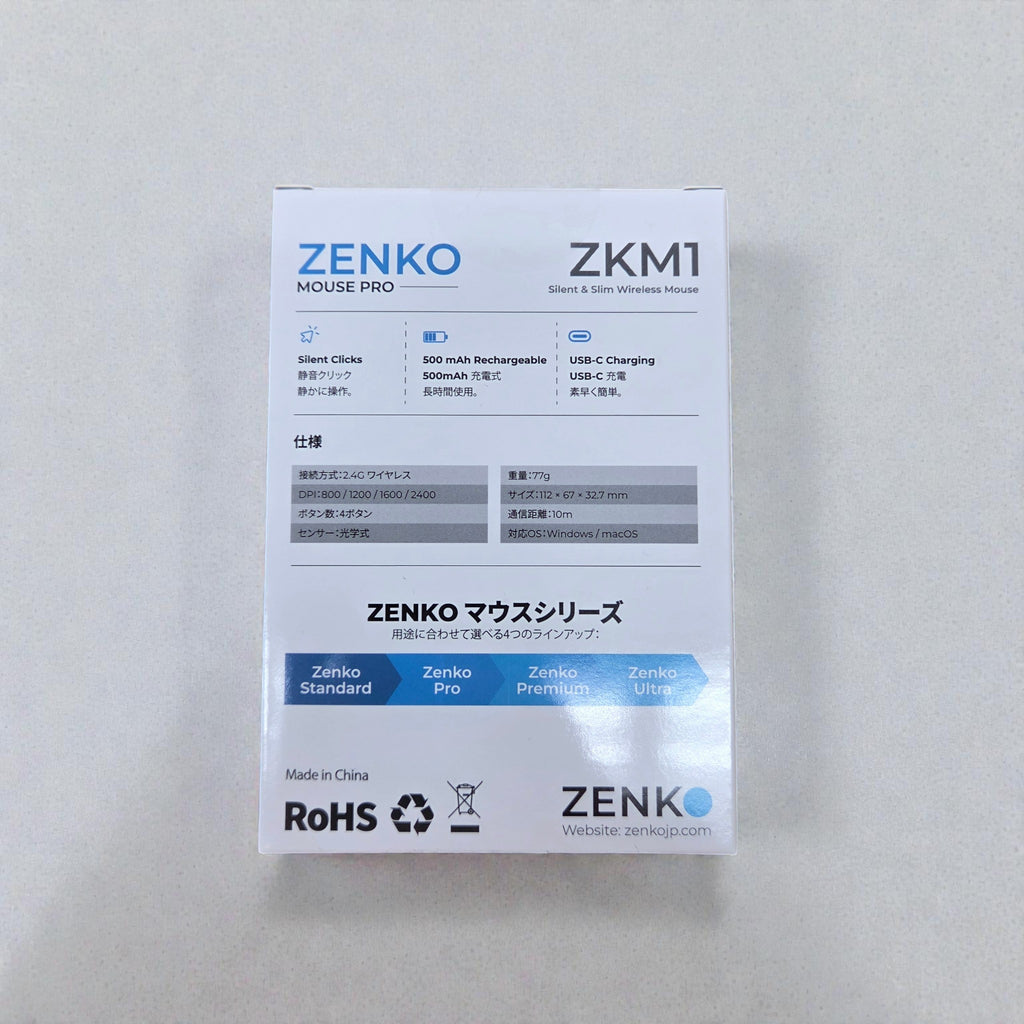 ZENKO
MOUSE PRO
ZKM1
Silent & Slim Wireless Mouse
Silent Clicks
静音クリック
静かに操作。
500 mAh Rechargeable
500mAh 充電式
長時間使用。
USB-C Charging
USB-C 充電
素早く簡単。
仕様
接続方式:2.4G ワイヤレス
DPI:800 / 1200 / 1600 / 2400
ボタン数:4ボタン
センサー:光学式
重量:77g
サイズ:112 × 67 × 32.7 mm
通信距離:10m
対応OS:Windows / macOS
ZENKO マウスシリーズ
用途に合わせて選べる4つのラインアップ:
Zenko
Standard
Zenko
Pro
Zenko
Premium
Zenko
Ultra
Made in China
RoHS
ZENKO
Website: zenkojp.com